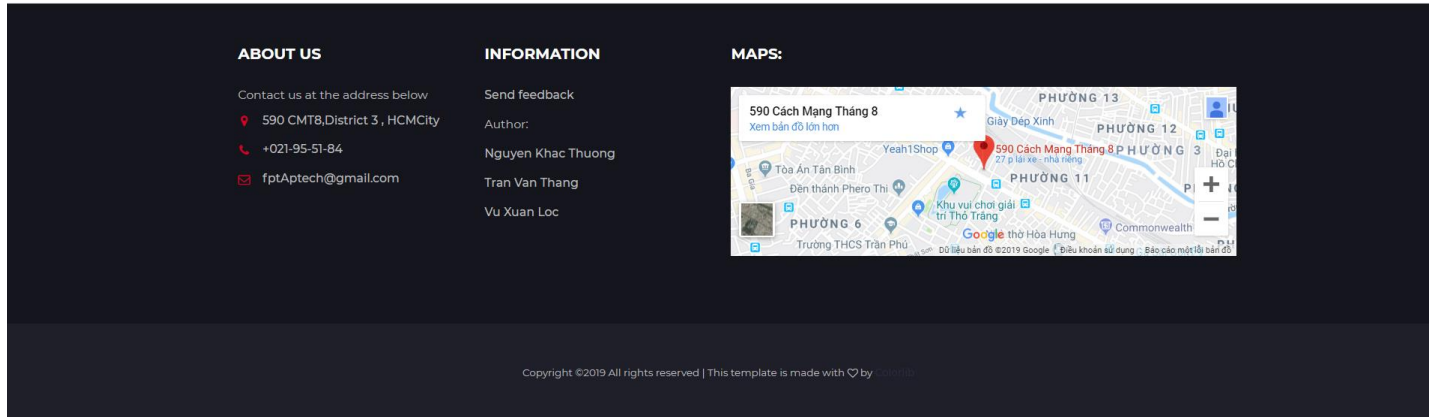 ABOUT US
Contact us at the address below
590 CMT8,District 3 , HCMCity
+021-95-51-84
fptAptech@gmail.com
INFORMATION
Send feedback
Author:
Nguyen Khac Thuong
Tran Van Thang
Vu Xuan Loc
MAPS:
590 Cách Mạng Tháng 8
Xem bản đồ lớn hơn
PHƯỜNG 13
Giày Dép Xinh
PHƯỜNG 12
Yeah1Shop
590 Cách Mạng Tháng 8
27 p lái xe - nhà riêng
PHƯỜNG 3
Đại
Hồ
Tòa Án Tân Bình
PHƯỜNG 11
Bà Gia
Đền thánh Phero Thi
Khu vui chơi giải
trí Thỏ Trắng
PHƯỜNG 6
Commonwealth
Google
thờ Hòa Hưng
Trường THCS Trần Phú
Dữ liệu bản đồ ©2019 Google
Điều khoản sử dụng
Báo cáo một lỗi bản đồ
Copyright ©2019 All rights reserved | This template is made with ♡ by Colorlib